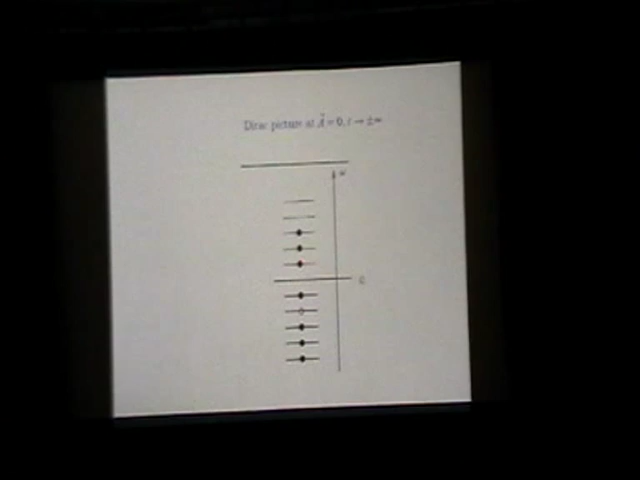 Dirac picture at Ā = 0, t → ±∞
0